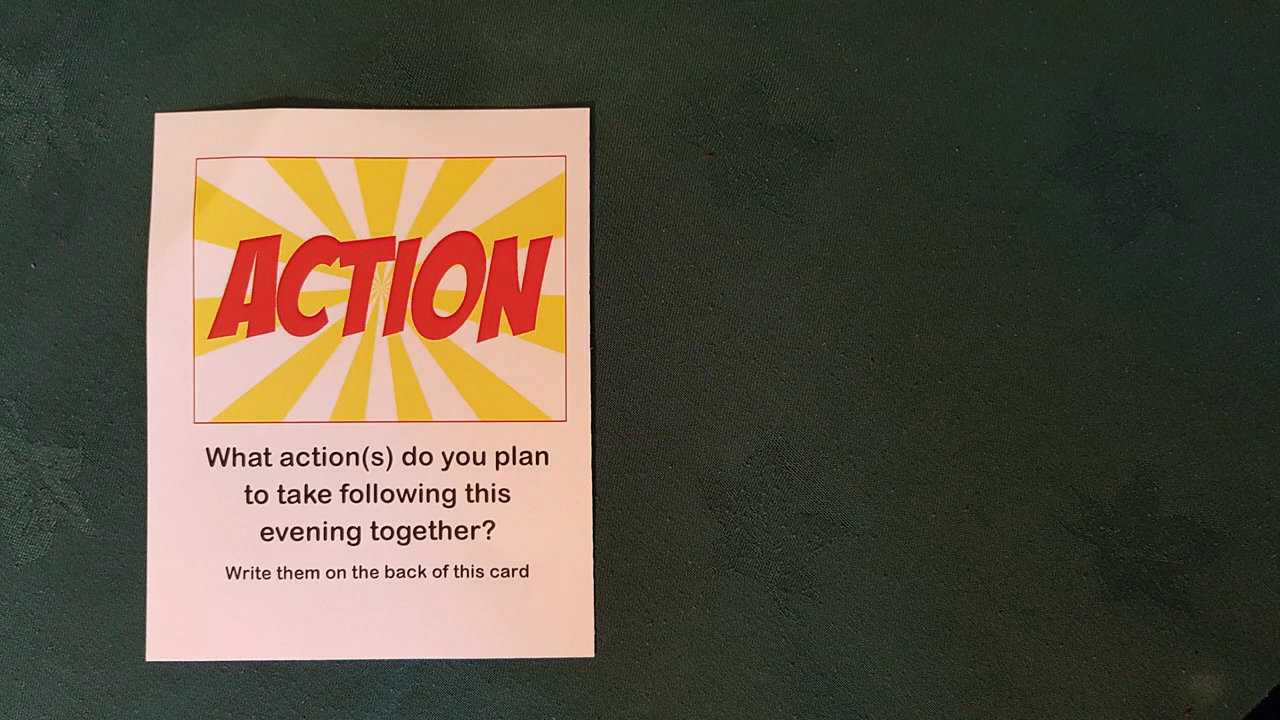 ACTION
What action(s) do you plan
to take following this
evening together?
Write them on the back of this card